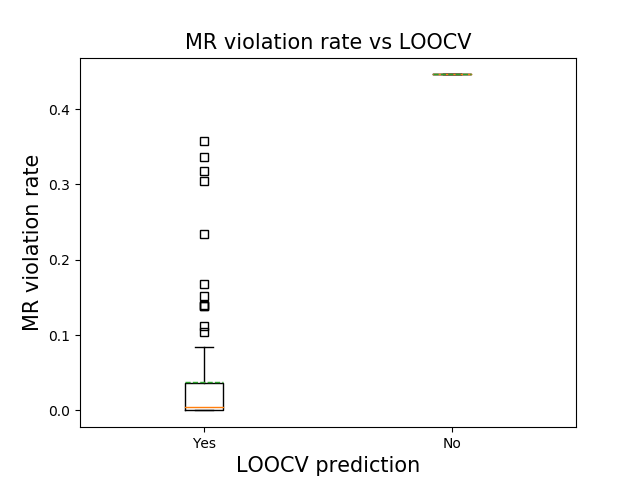 MR violation rate vs LOOCV
MR violation rate
0.4
0.3
0.2
0.1
0.0
Yes
No
LOOCV prediction